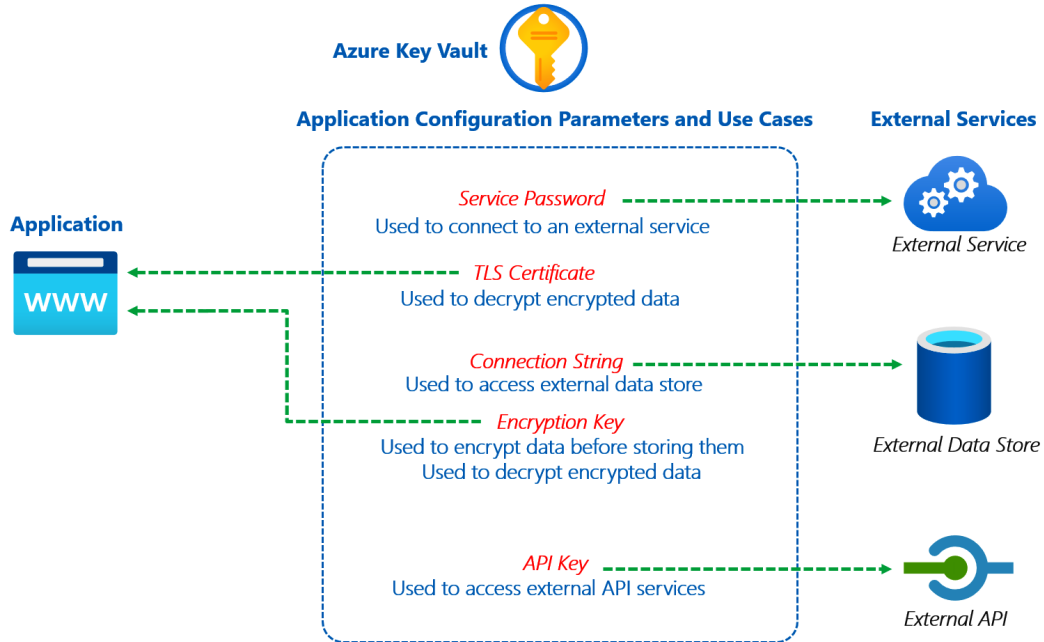 Azure Key Vault
Application Configuration Parameters and Use Cases
External Services
Service Password
Used to connect to an external service
External Service
Application
WWW
TLS Certificate
Used to decrypt encrypted data
Connection String
Used to access external data store
External Data Store
Encryption Key
Used to encrypt data before storing them
Used to decrypt encrypted data
API Key
Used to access external API services
External API